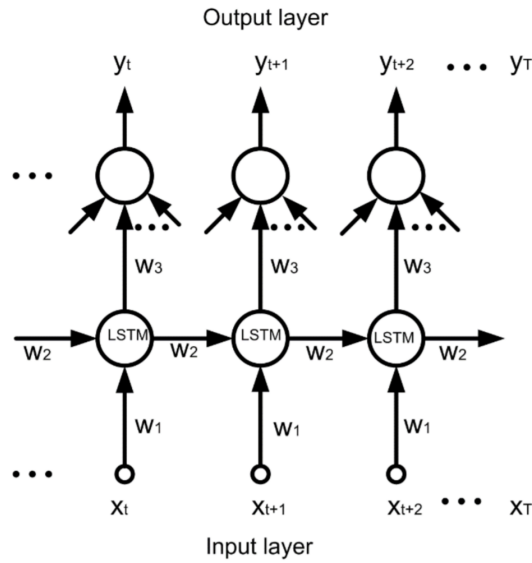 Output layer
yt yt+1 yt+2 ••• yT
•••
••• ••• •••
w3 w3 w3
LSTM LSTM LSTM
w2 w2 w2 w2
w1 w1 w1
•••
xt xt+1 xt+2 ••• xT
Input layer